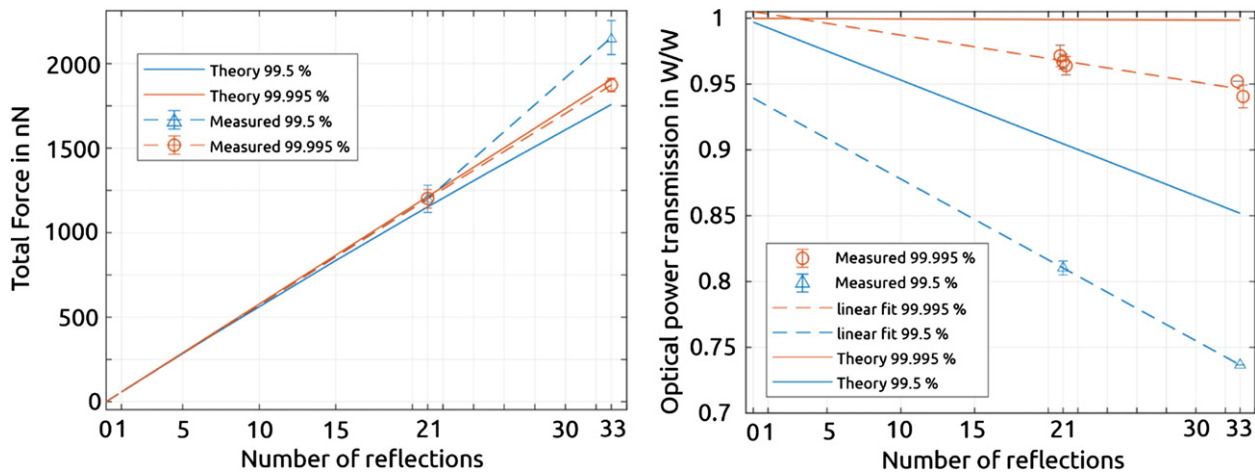 Total Force in nN
2000
1500
1000
500
0
Theory 99.5 %
Theory 99.995 %
Measured 99.5 %
Measured 99.995 %
0 1 5 10 15 21 30 33
Number of reflections
Optical power transmission in W/W
1
0.95
0.9
0.85
0.8
0.75
0.7
Measured 99.995 %
Measured 99.5 %
linear fit 99.995 %
linear fit 99.5 %
Theory 99.995 %
Theory 99.5 %
0 1 5 10 15 21 30 33
Number of reflections